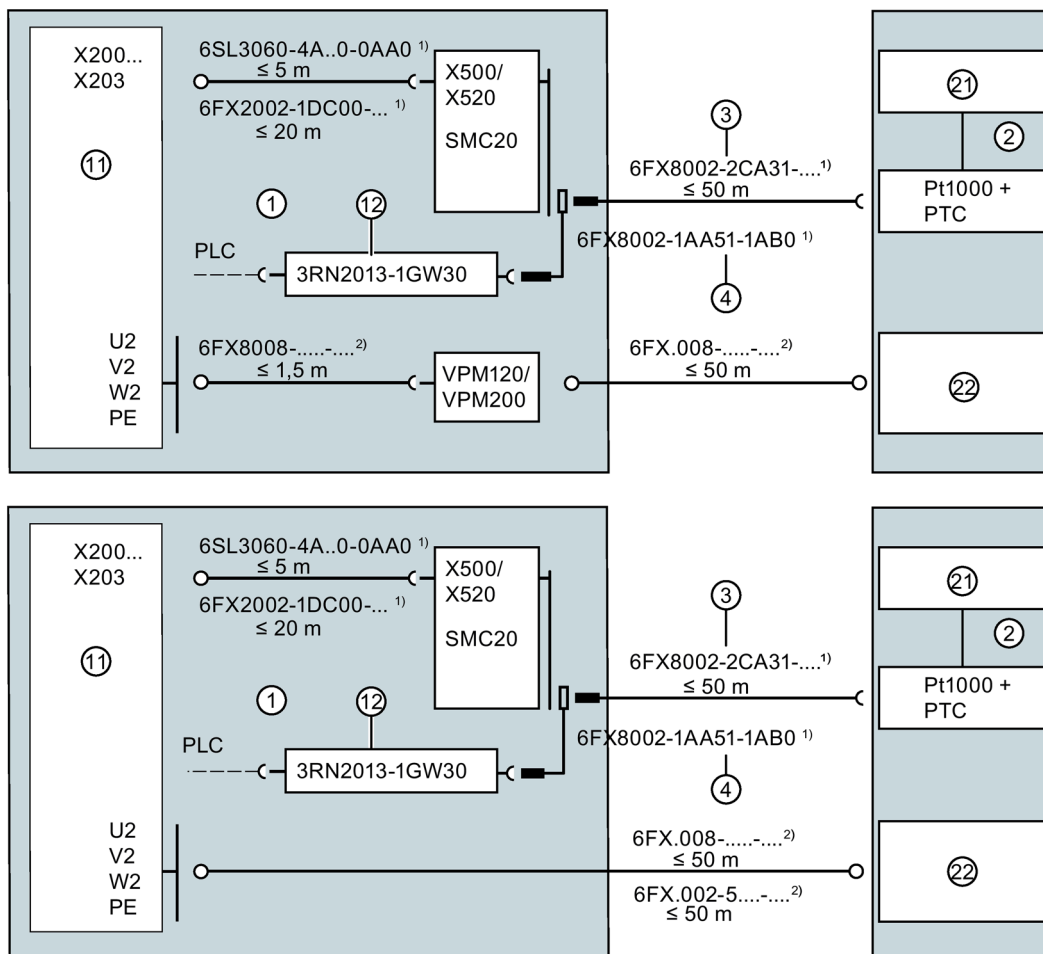 X200...
X203
11
6SL3060-4A..0-0AA0 1)
≤ 5 m
6FX2002-1DC00-... 1)
≤ 20 m
X500/
X520
SMC20
1
12
PLC
3RN2013-1GW30
3
6FX8002-2CA31-....1)
≤ 50 m
6FX8002-1AA51-1AB0 1)
4
21
2
Pt1000 +
PTC
U2
V2
W2
PE
6FX8008-.....-....2)
≤ 1,5 m
VPM120/
VPM200
6FX.008-.....-....2)
≤ 50 m
22
X200...
X203
11
6SL3060-4A..0-0AA0 1)
≤ 5 m
6FX2002-1DC00-... 1)
≤ 20 m
X500/
X520
SMC20
1
12
PLC
3RN2013-1GW30
3
6FX8002-2CA31-....1)
≤ 50 m
6FX8002-1AA51-1AB0 1)
4
21
2
Pt1000 +
PTC
U2
V2
W2
PE
6FX.008-.....-....2)
≤ 50 m
6FX.002-5....-....2)
≤ 50 m
22